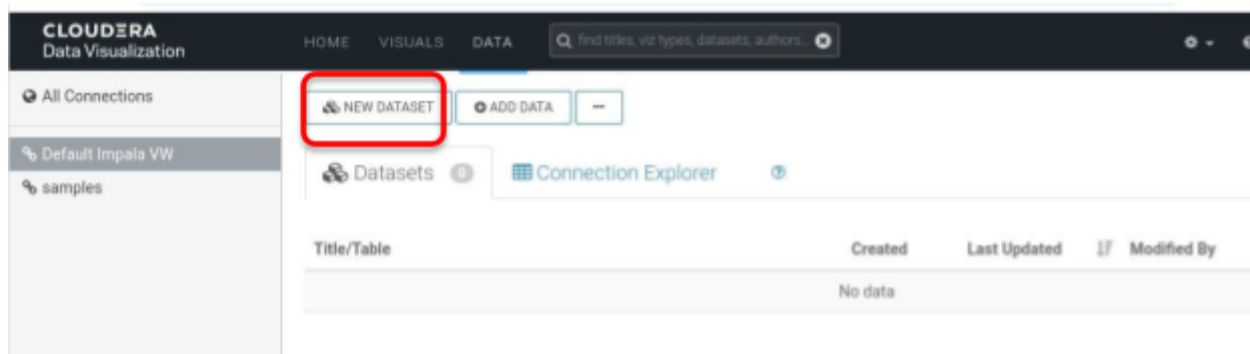 CLOUDERA
Data Visualization
HOME VISUALS DATA find titles, viz types, datasets, authors...
All Connections
NEW DATASET ADD DATA ...
Default Impala VW
samples
Datasets 0 Connection Explorer ?
Title/Table Created Last Updated Modified By
No data